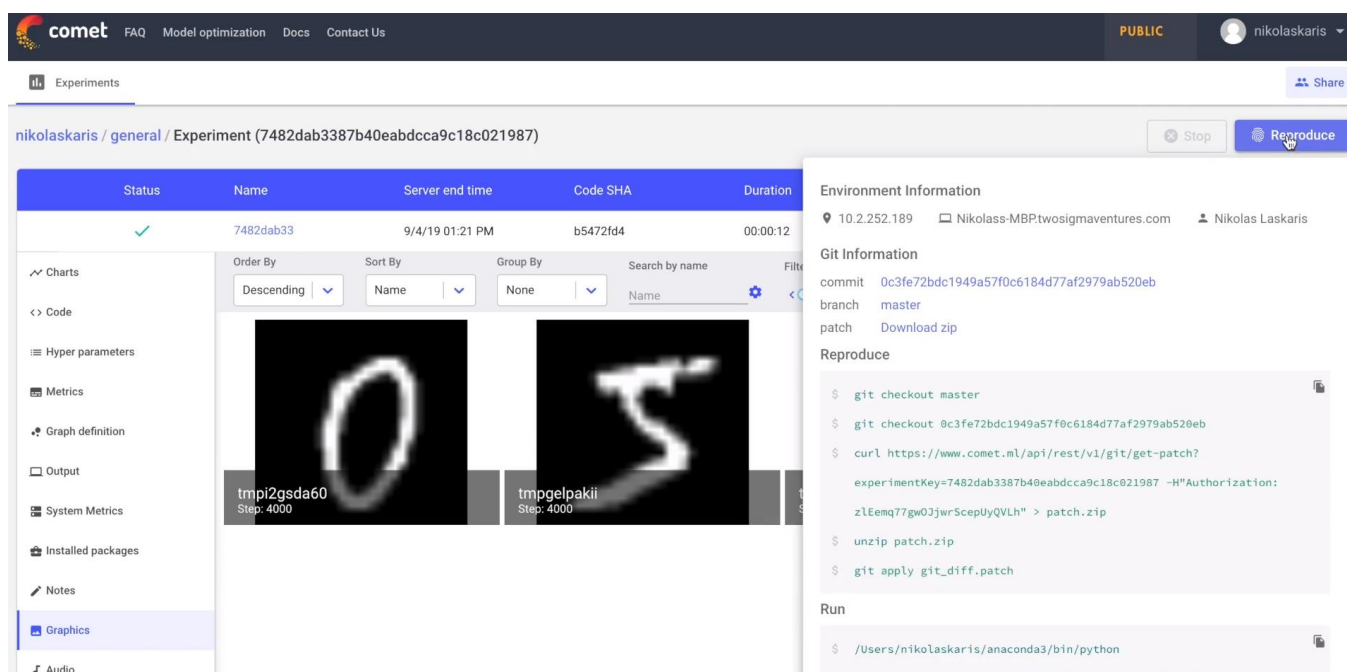 comet FAQ Model optimization Docs Contact Us PUBLIC nikolaskaris
Experiments Share
nikolaskaris / general / Experiment (7482dab3387b40eabdcca9c18c021987) Stop Reproduce
Status Name Server end time Code SHA Duration
7482dab33 9/4/19 01:21 PM b5472fd4 00:00:12
Charts
Code
Hyper parameters
Metrics
Graph definition
Output
System Metrics
Installed packages
Notes
Graphics
Audio
Order By Sort By Group By Search by name
Descending Name None Name
0 5
tmpi2gsda60 tmpgelpakii
Step: 4000 Step: 4000
Environment Information
10.2.252.189 Nikolass-MBP.twosigmaventures.com Nikolas Laskaris
Git Information
commit 0c3fe72bdc1949a57f0c6184d77af2979ab520eb
branch master
patch Download zip
Reproduce
$ git checkout master
$ git checkout 0c3fe72bdc1949a57f0c6184d77af2979ab520eb
$ curl https://www.comet.ml/api/rest/v1/git/get-patch?
experimentKey=7482dab3387b40eabdcca9c18c021987 -H"Authorization:
zlEemq77gwOJjwrScepUyQVLh" > patch.zip
$ unzip patch.zip
$ git apply git_diff.patch
Run
$ /Users/nikolaskaris/anaconda3/bin/python